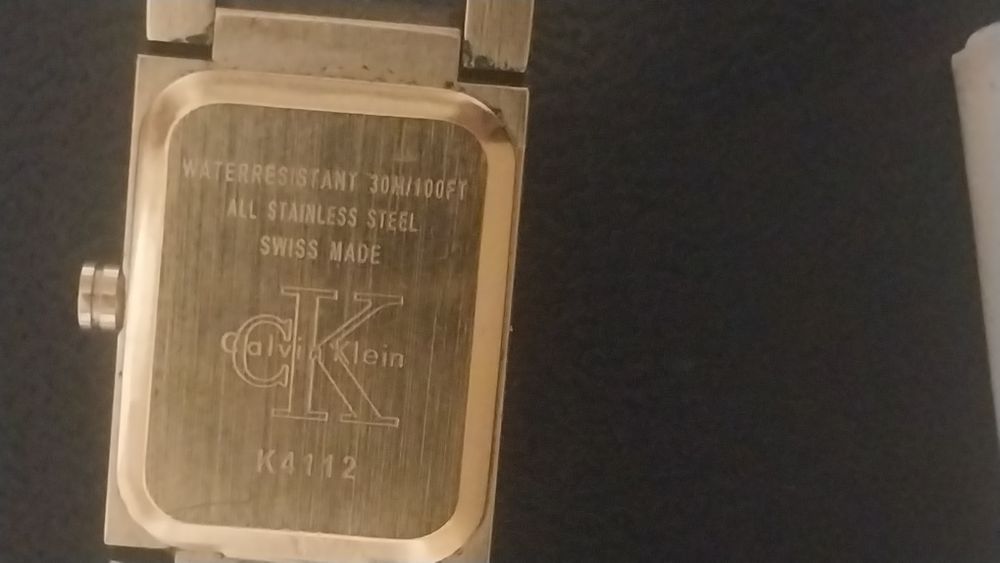 WATERRESISTANT 30M/100FT
ALL STAINLESS STEEL
SWISS MADE
cK
Calvin Klein
K4112